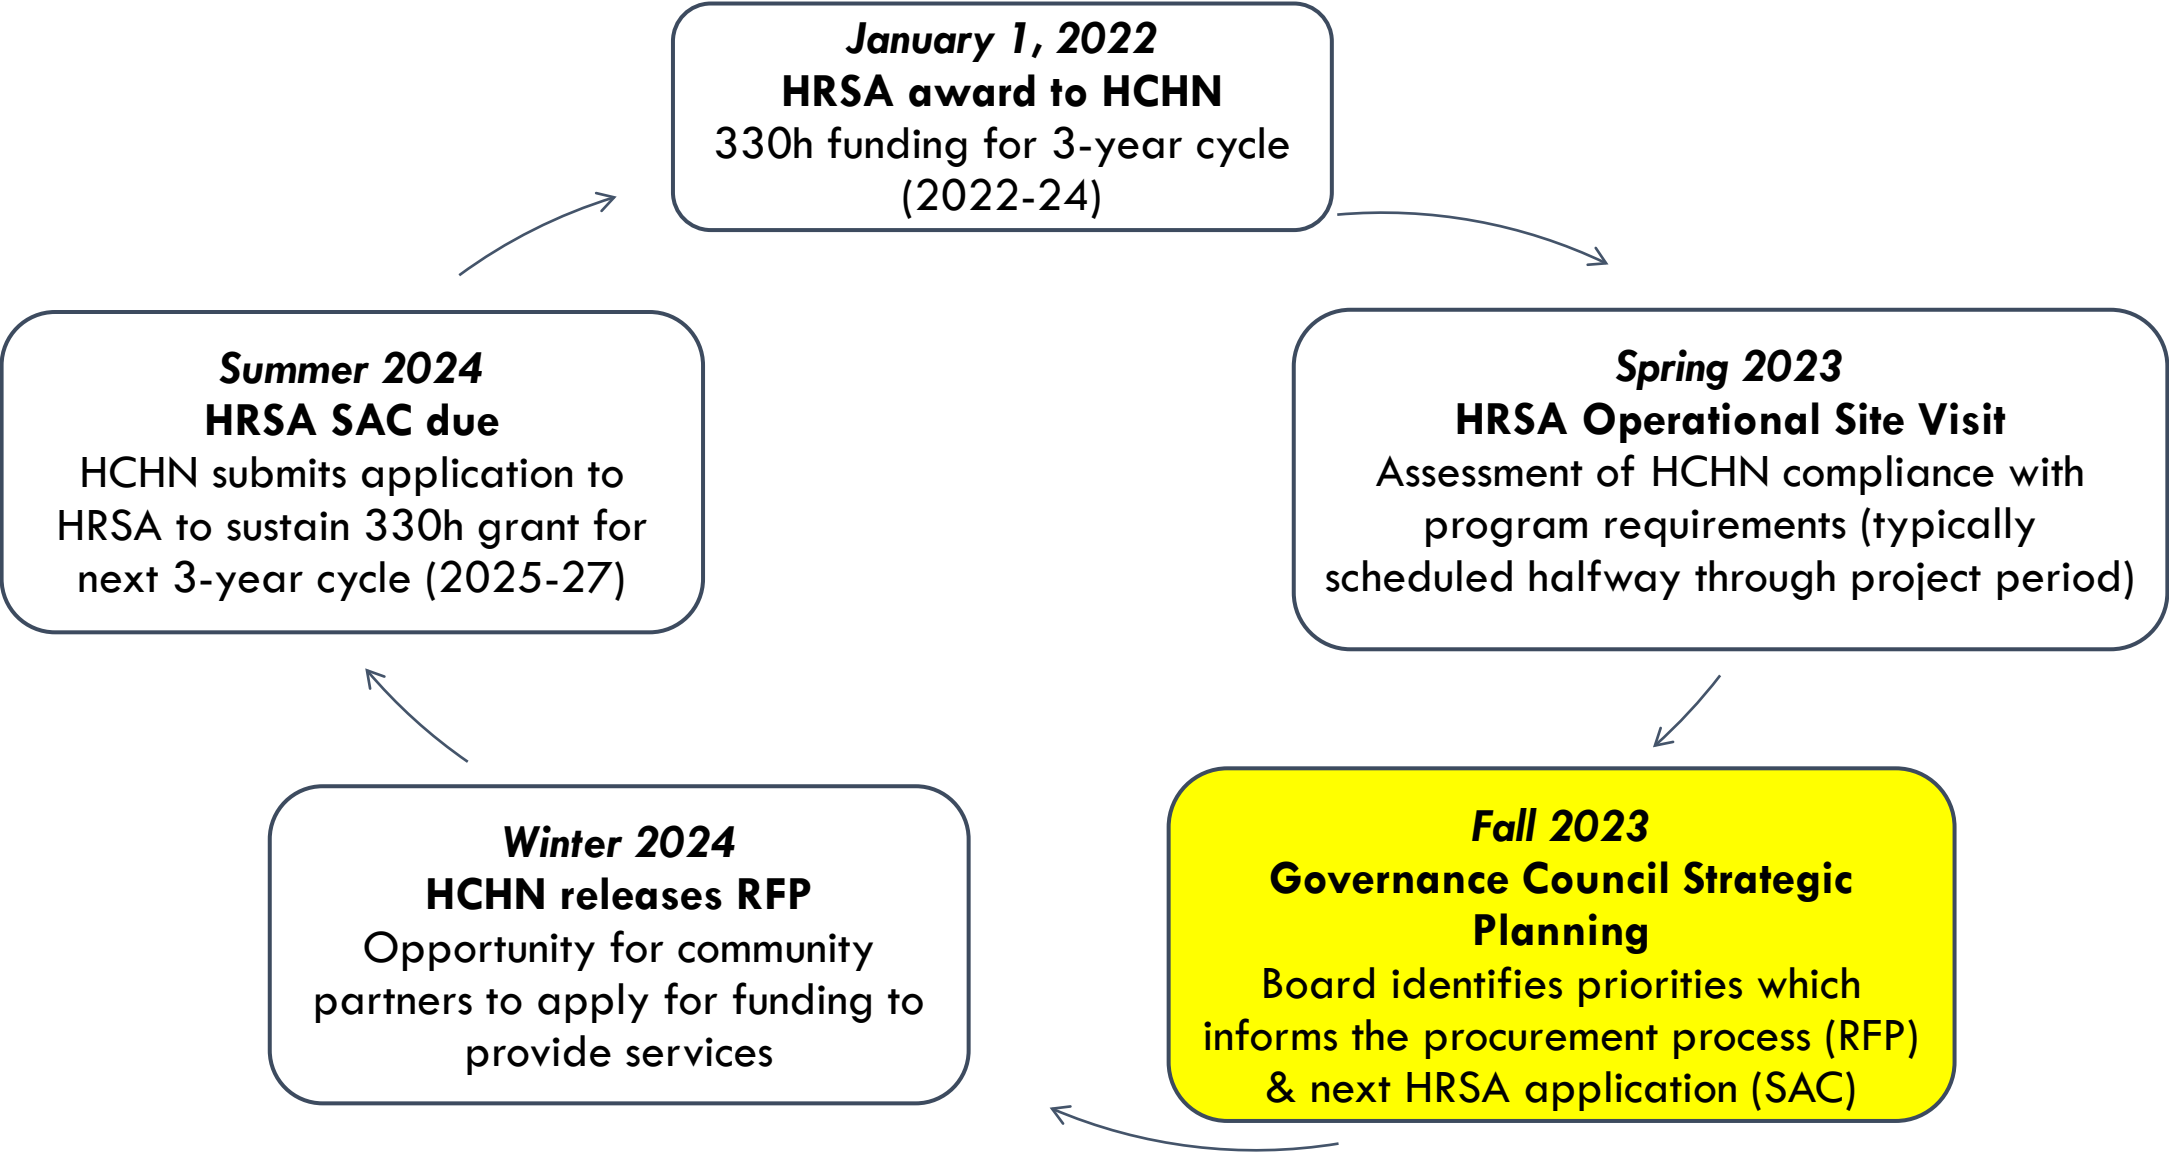 January 1, 2022
HRSA award to HCHN
330h funding for 3-year cycle
(2022-24)
Spring 2023
HRSA Operational Site Visit
Assessment of HCHN compliance with
program requirements (typically
scheduled halfway through project period)
Fall 2023
Governance Council Strategic
Planning
Board identifies priorities which
informs the procurement process (RFP)
& next HRSA application (SAC)
Winter 2024
HCHN releases RFP
Opportunity for community
partners to apply for funding to
provide services
Summer 2024
HRSA SAC due
HCHN submits application to
HRSA to sustain 330h grant for
next 3-year cycle (2025-27)